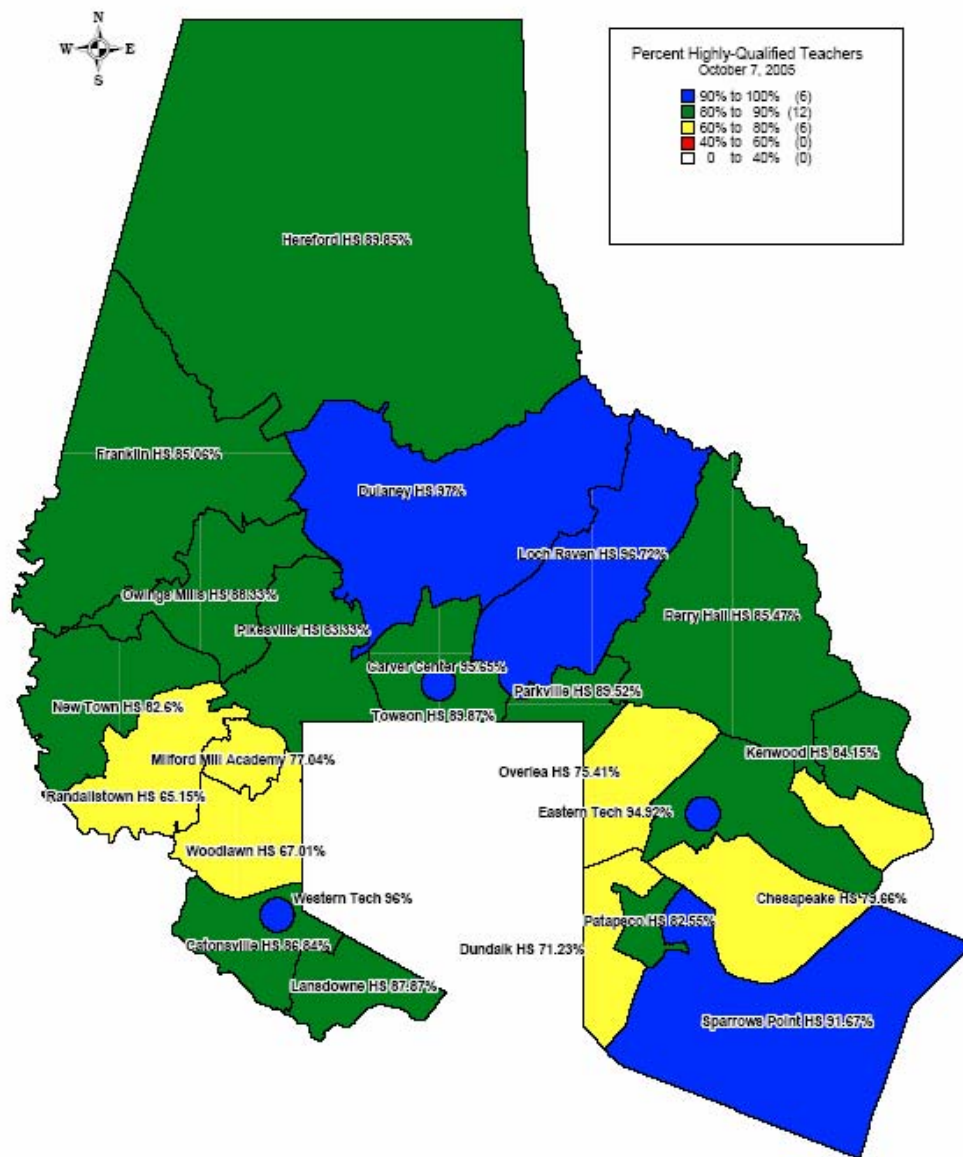 N
W E
S
Percent Highly-Qualified Teachers
October 7, 2005
90% to 100% (6)
80% to 90% (12)
60% to 80% (6)
40% to 60% (0)
0 to 40% (0)
Hereford HS 89.85%
Franklin HS 85.06%
Dulaney HS 97%
Loch Raven HS 96.72%
Owings Mills HS 88.33%
Pikesville HS 83.33%
Perry Hall HS 85.47%
Carver Center 95.65%
Parkville HS 89.52%
New Town HS 82.6%
Towson HS 89.87%
Milford Mill Academy 77.04%
Kenwood HS 84.15%
Overlea HS 75.41%
Randallstown HS 65.15%
Eastern Tech 94.92%
Woodlawn HS 67.01%
Western Tech 96%
Chesapeake HS 79.66%
Patapsco HS 82.55%
Catonsville HS 86.84%
Dundalk HS 71.23%
Lansdowne HS 87.87%
Sparrows Point HS 91.67%